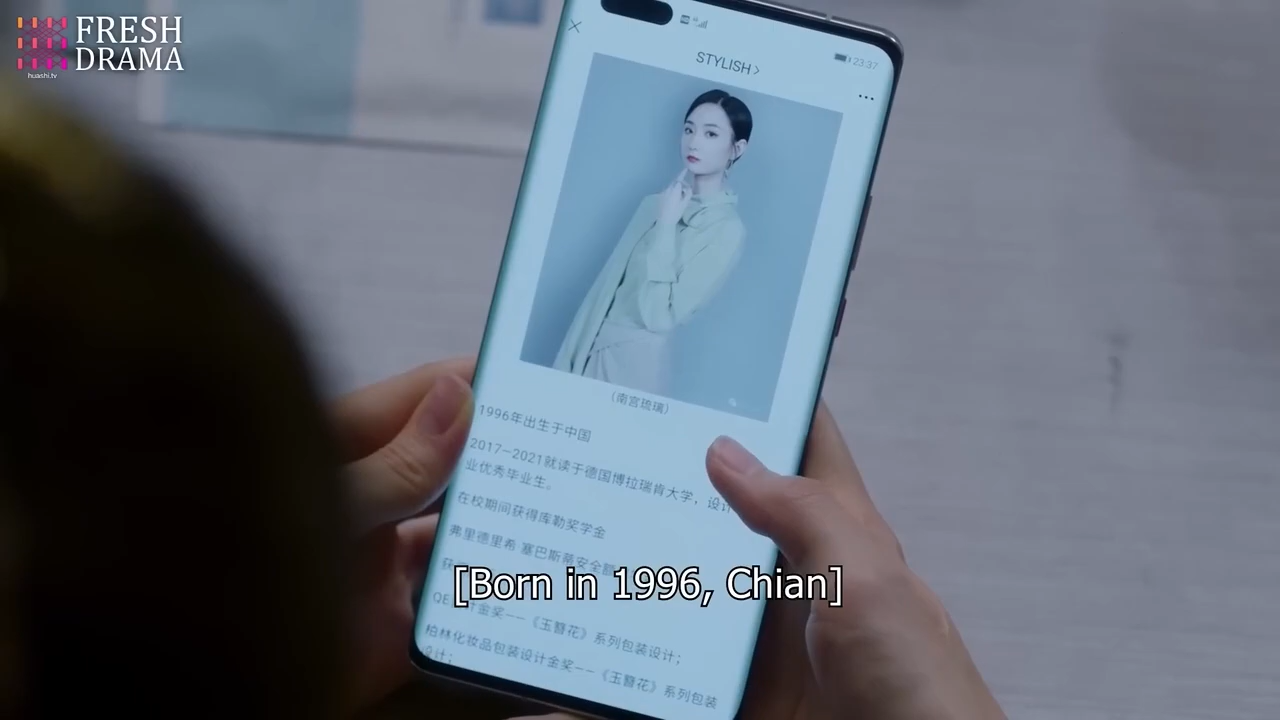 FRESH
DRAMA
huashi.tv
STYLISH
23:37
(南宫琉璃)
1996年出生于中国
2017-2021就读于德国博拉瑞肯大学，设计
业优秀毕业生。
在校期间获得库勒奖学金
弗里德里希·塞巴斯蒂安全额
获
[Born in 1996, Chian]
计金奖--《玉簪花》系列包装设计；
柏林化妆品包装设计金奖--《玉簪花》系列包装
设计；